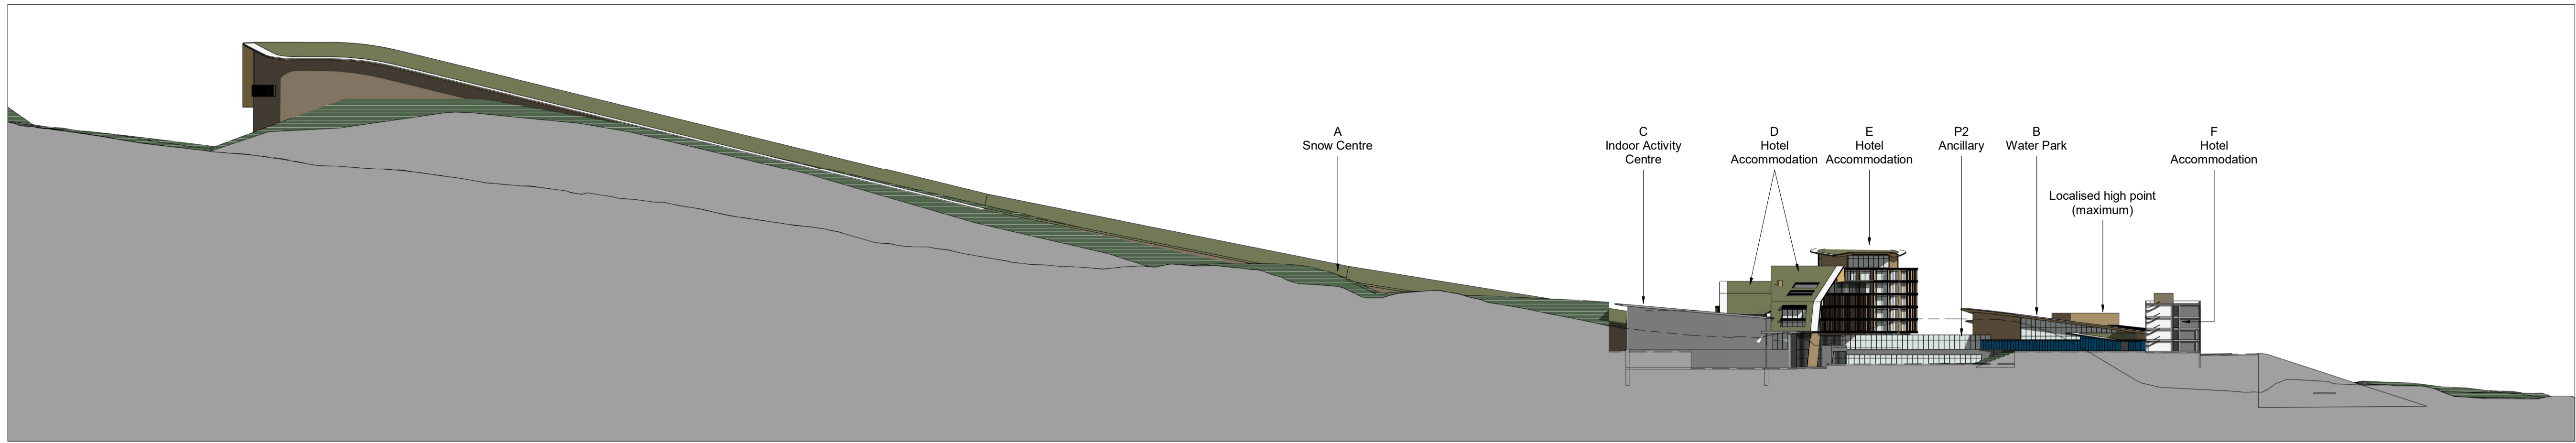 A
Snow Centre
C
Indoor Activity
Centre
D
Hotel
Accommodation
E
Hotel
Accommodation
P2
Ancillary
B
Water Park
Localised high point
(maximum)
F
Hotel
Accommodation